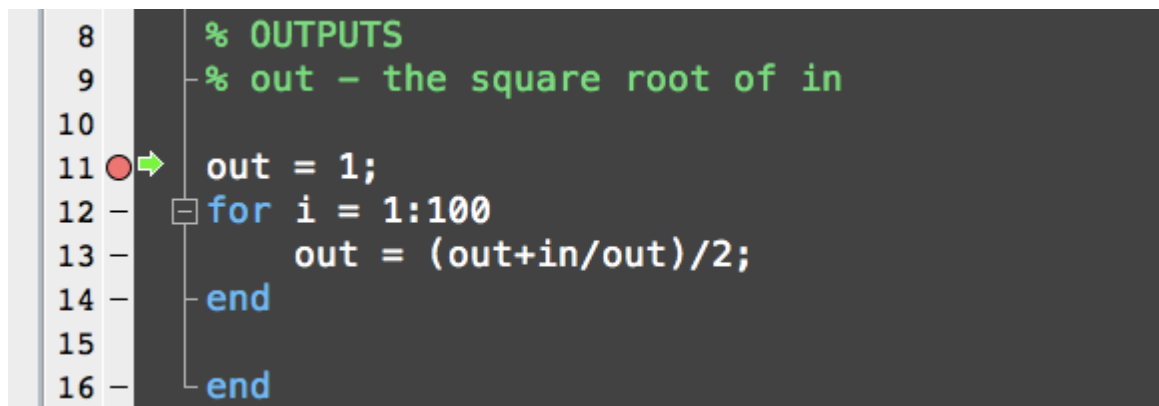 8 % OUTPUTS
9 % out – the square root of in
10
11 out = 1;
12 for i = 1:100
13 out = (out+in/out)/2;
14 end
15
16 end